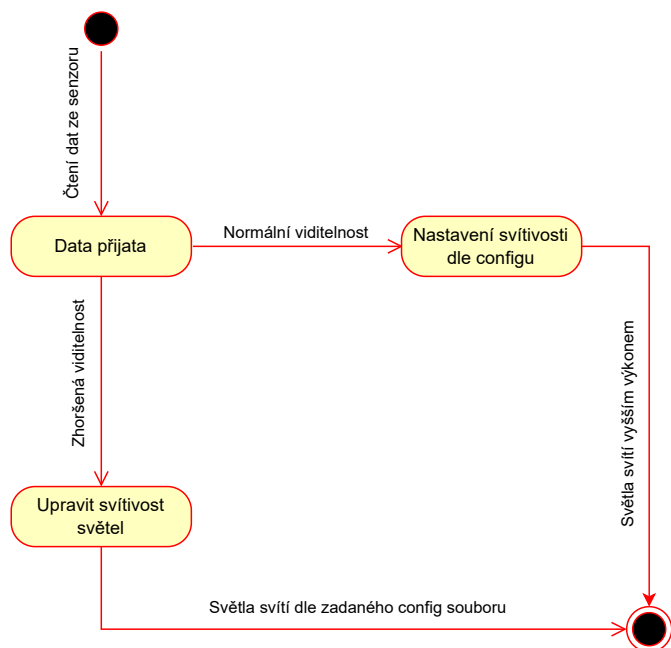 Čtení dat ze senzoru
Data přijata
Normální viditelnost
Nastavení svítivosti
dle configu
Zhoršená viditelnost
Světla svítí vyšším výkonem
Upravit svítivost
světel
Světla svítí dle zadaného config souboru